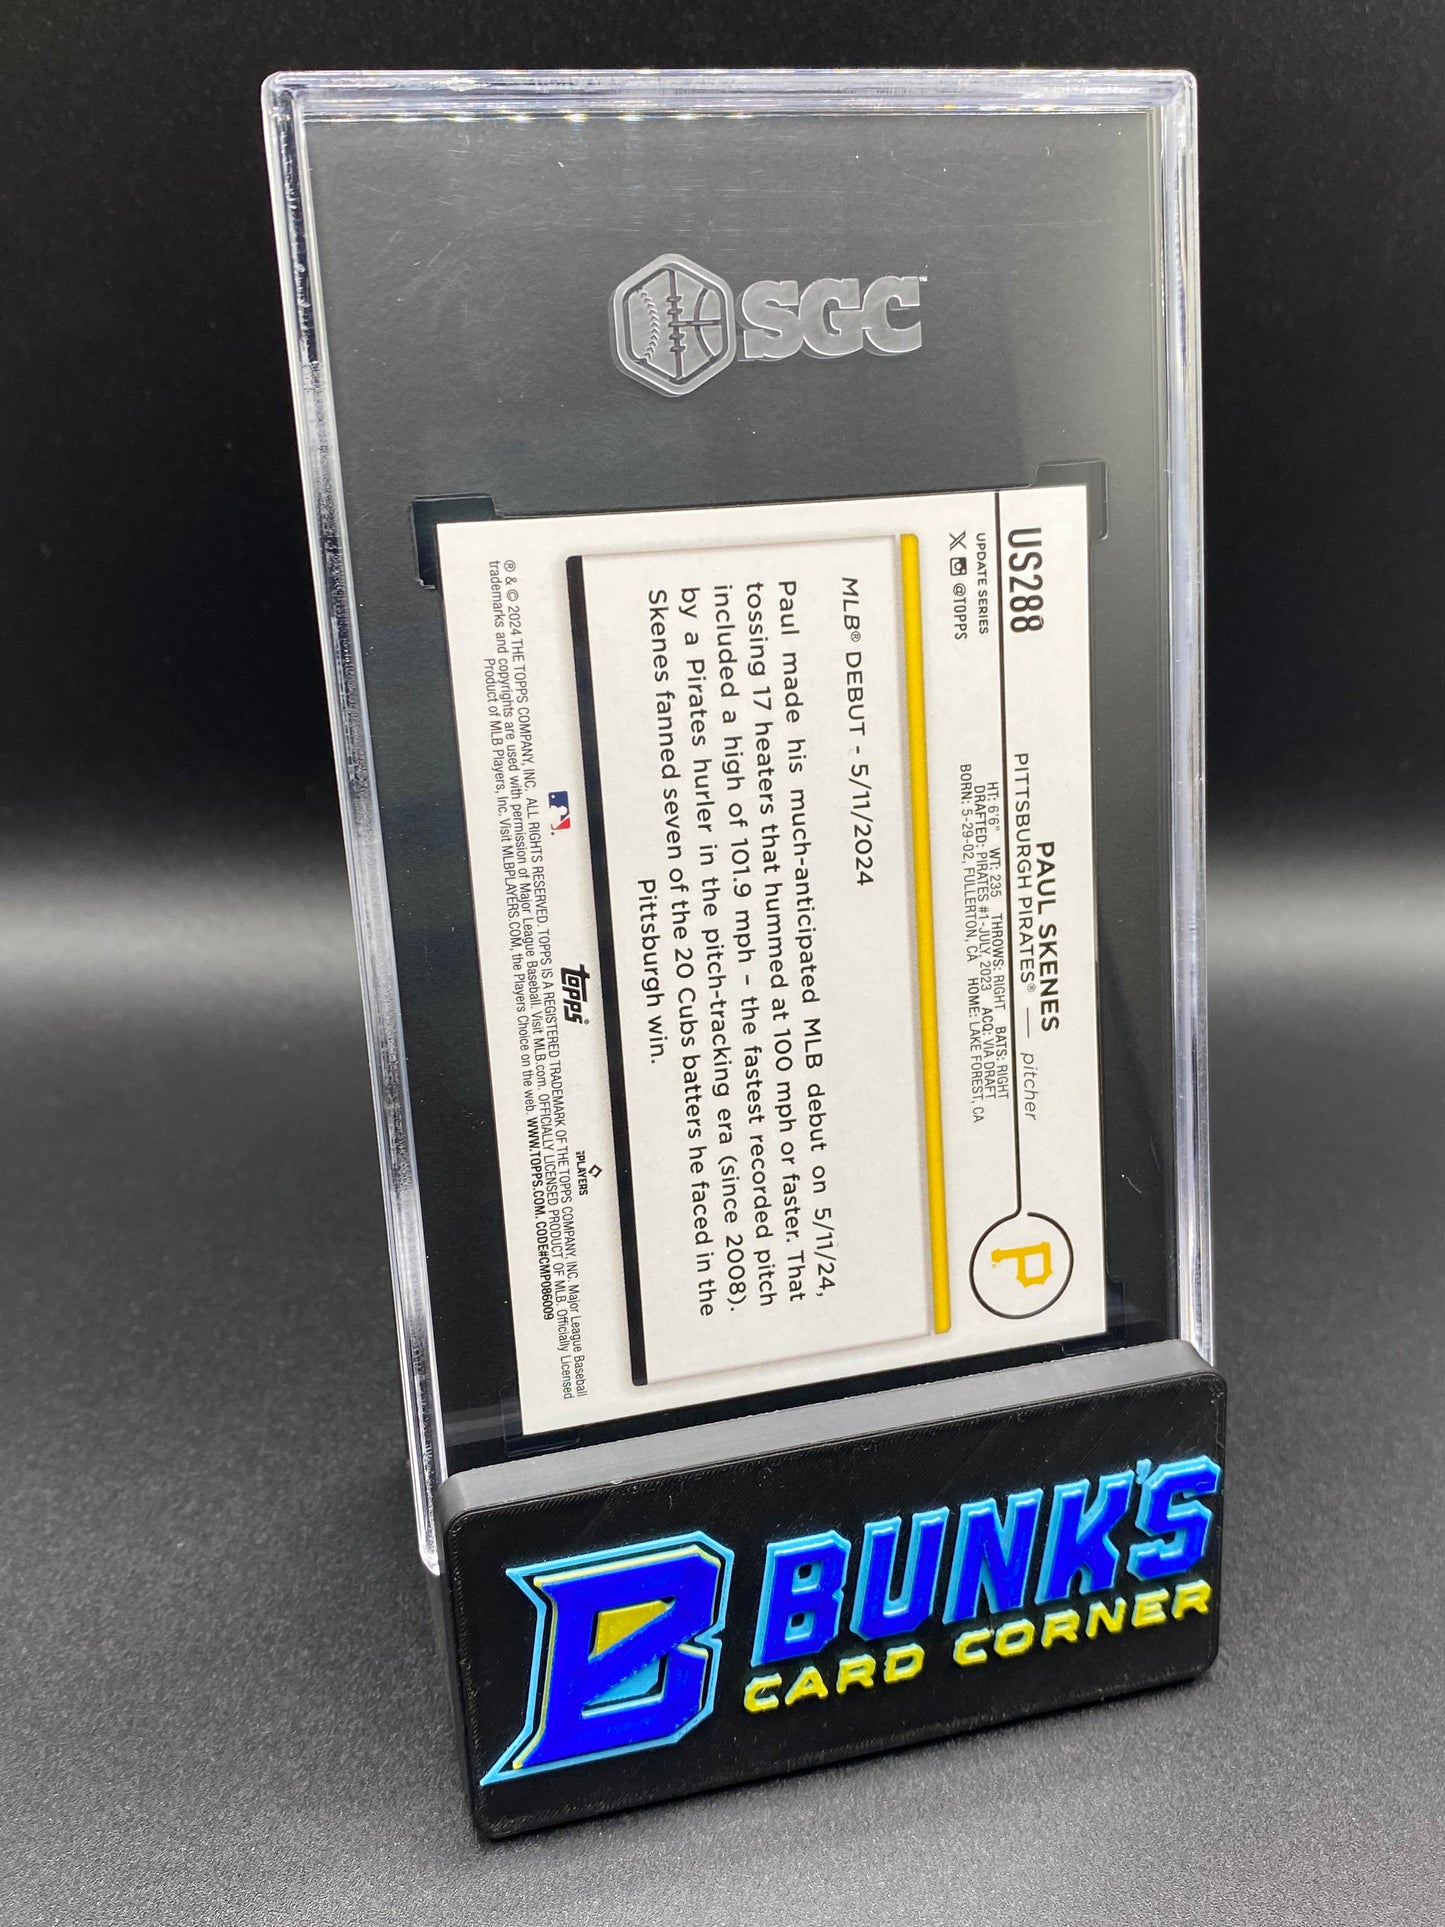 SGC™
US288
UPDATE SERIES
X @TOPPS
PAUL SKENES
PITTSBURGH PIRATES® — pitcher
HT: 6'6" WT: 235 THROWS: RIGHT BATS: RIGHT
DRAFTED: PIRATES #1-JULY, 2023 ACQ: VIA DRAFT
BORN: 5-29-02, FULLERTON, CA HOME: LAKE FOREST, CA
P
MLB® DEBUT - 5/11/2024
Paul made his much-anticipated MLB debut on 5/11/24,
tossing 17 heaters that hummed at 100 mph or faster. That
included a high of 101.9 mph – the fastest recorded pitch
by a Pirates hurler in the pitch-tracking era (since 2008).
Skenes fanned seven of the 20 Cubs batters he faced in the
Pittsburgh win.
topps®
PLAYERS
® & © 2024 THE TOPPS COMPANY, INC. ALL RIGHTS RESERVED. TOPPS IS A REGISTERED TRADEMARK OF THE TOPPS COMPANY, INC. Major League Baseball
trademarks and copyrights are used with permission of Major League Baseball. Visit MLB.com. OFFICIALLY LICENSED PRODUCT OF MLB. Officially Licensed
Product of MLB Players, Inc. Visit MLBPLAYERS.COM, the Players Choice on the web. WWW.TOPPS.COM. CODE#CMP086009
B BUNK'S
CARD CORNER